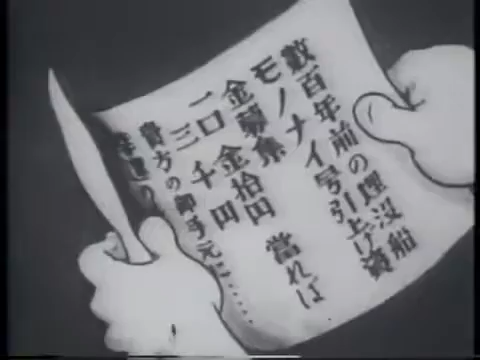 數百年前の埋沒船
モノナイ号引上げ資
金募集
一口 金拾円 當れば
三千円
貴方の御手元に……